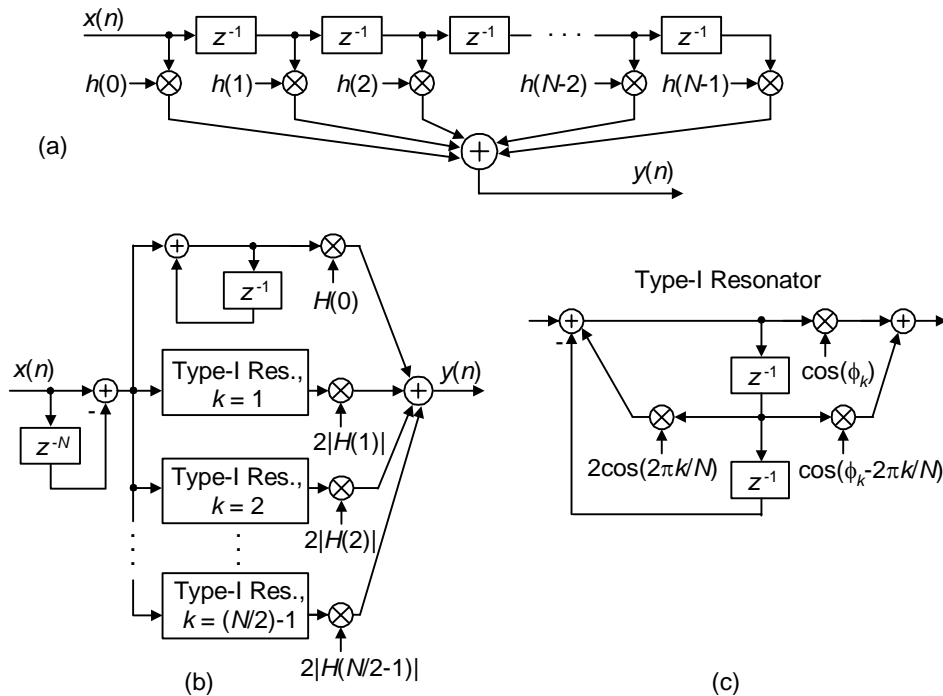 x(n)
z⁻¹ z⁻¹ z⁻¹ · · · z⁻¹
h(0) h(1) h(2) h(N-2) h(N-1)
+
(a)
y(n)
+
z⁻¹
H(0)
x(n)
+
-
z⁻ᴺ
Type-I Res.,
k = 1
2|H(1)|
+
y(n)
Type-I Res.,
k = 2
2|H(2)|
Type-I Res.,
k = (N/2)-1
2|H(N/2-1)|
(b)
Type-I Resonator
+
-
+
z⁻¹
cos(ϕₖ)
2cos(2πk/N)
cos(ϕₖ-2πk/N)
z⁻¹
(c)